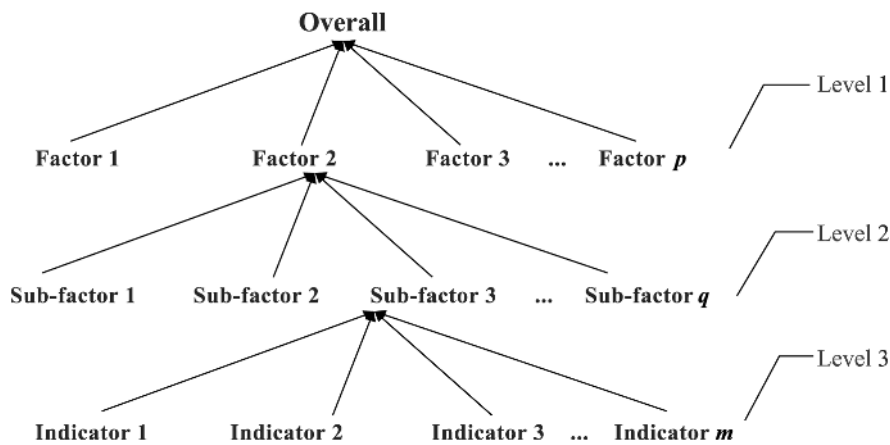 Overall
Level 1
Factor 1 Factor 2 Factor 3 ... Factor p
Level 2
Sub-factor 1 Sub-factor 2 Sub-factor 3 ... Sub-factor q
Level 3
Indicator 1 Indicator 2 Indicator 3 ... Indicator m